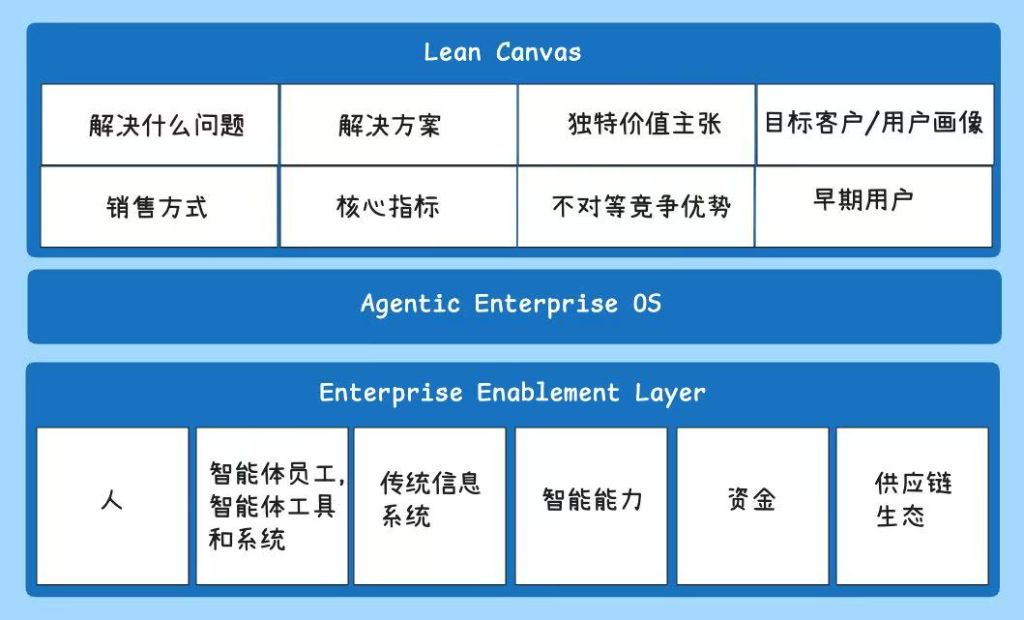 Lean Canvas
解决什么问题
解决方案
独特价值主张
目标客户/用户画像
销售方式
核心指标
不对等竞争优势
早期用户
Agentic Enterprise OS
Enterprise Enablement Layer
人
智能体员工,
智能体工具
和系统
传统信息
系统
智能能力
资金
供应链
生态